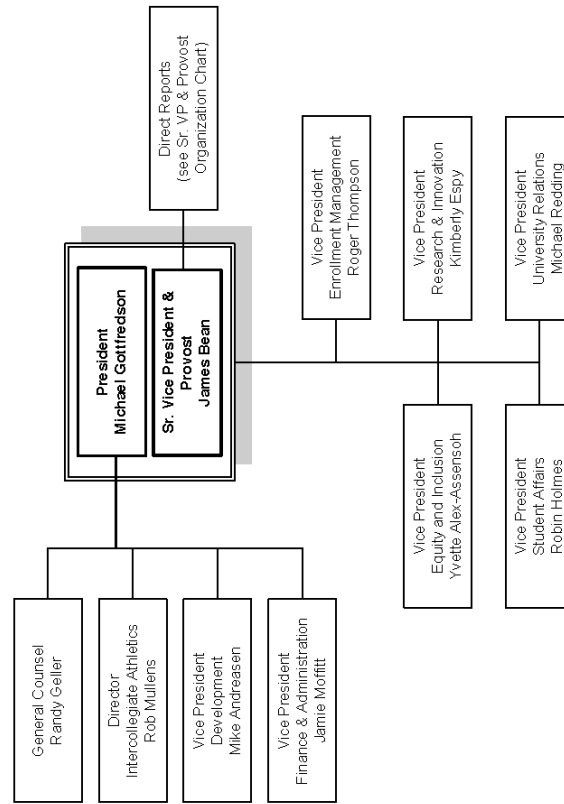 President
Michael Gottfredson
Sr. Vice President &
Provost
James Bean
Direct Reports
(see Sr. VP & Provost
Organization Chart)
General Counsel
Randy Geller
Director
Intercollegiate Athletics
Rob Mullens
Vice President
Development
Mike Andreasen
Vice President
Finance & Administration
Jamie Moffitt
Vice President
Enrollment Management
Roger Thompson
Vice President
Equity and Inclusion
Yvette Alex-Assensoh
Vice President
Research & Innovation
Kimberly Espy
Vice President
Student Affairs
Robin Holmes
Vice President
University Relations
Michael Redding